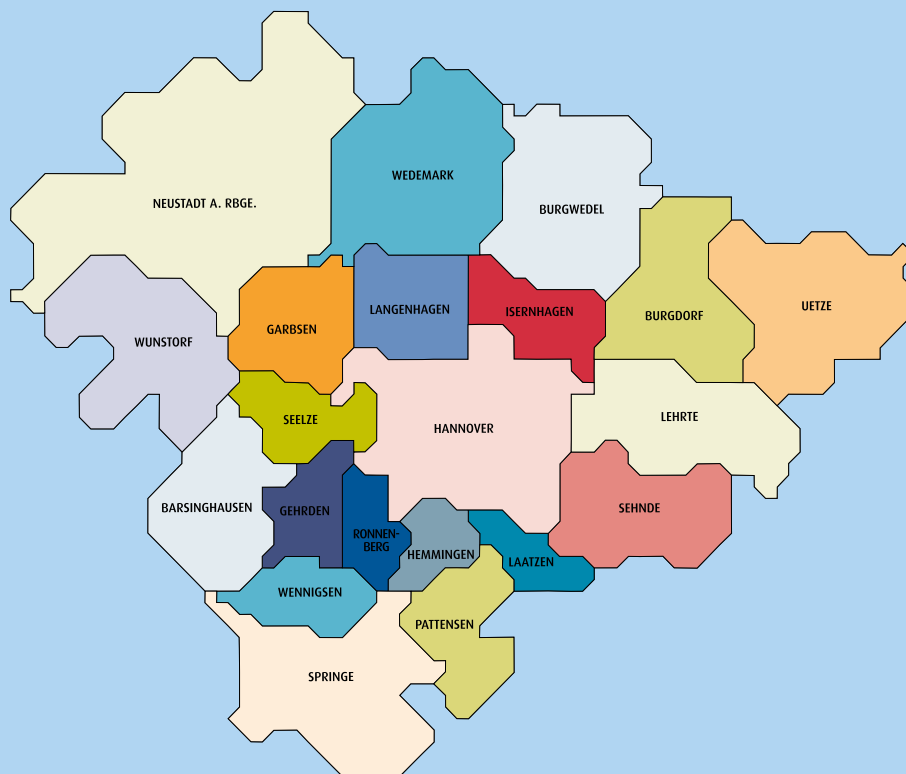 WEDEMARK
NEUSTADT A. RBGE.
BURGWEDEL
UETZE
LANGENHAGEN
ISERNHAGEN
BURGDORF
GARBSEN
WUNSTORF
LEHRTE
SEELZE
HANNOVER
BARSINGHAUSEN
GEHRDEN
SEHNDE
RONNEN-
BERG
HEMMINGEN
LAATZEN
WENNIGSEN
PATTENSEN
SPRINGE